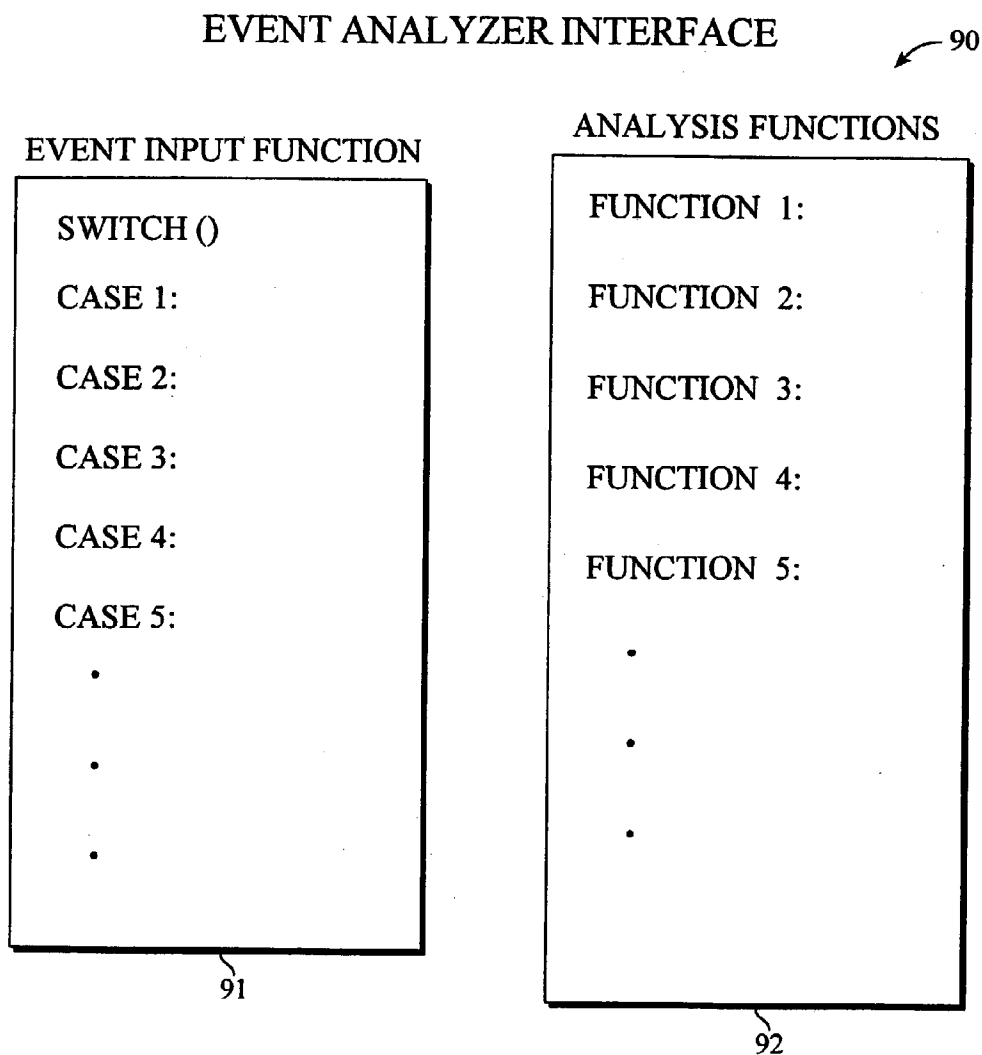 EVENT ANALYZER INTERFACE
90
EVENT INPUT FUNCTION
SWITCH ()
CASE 1:
CASE 2:
CASE 3:
CASE 4:
CASE 5:
91
ANALYSIS FUNCTIONS
FUNCTION 1:
FUNCTION 2:
FUNCTION 3:
FUNCTION 4:
FUNCTION 5:
92